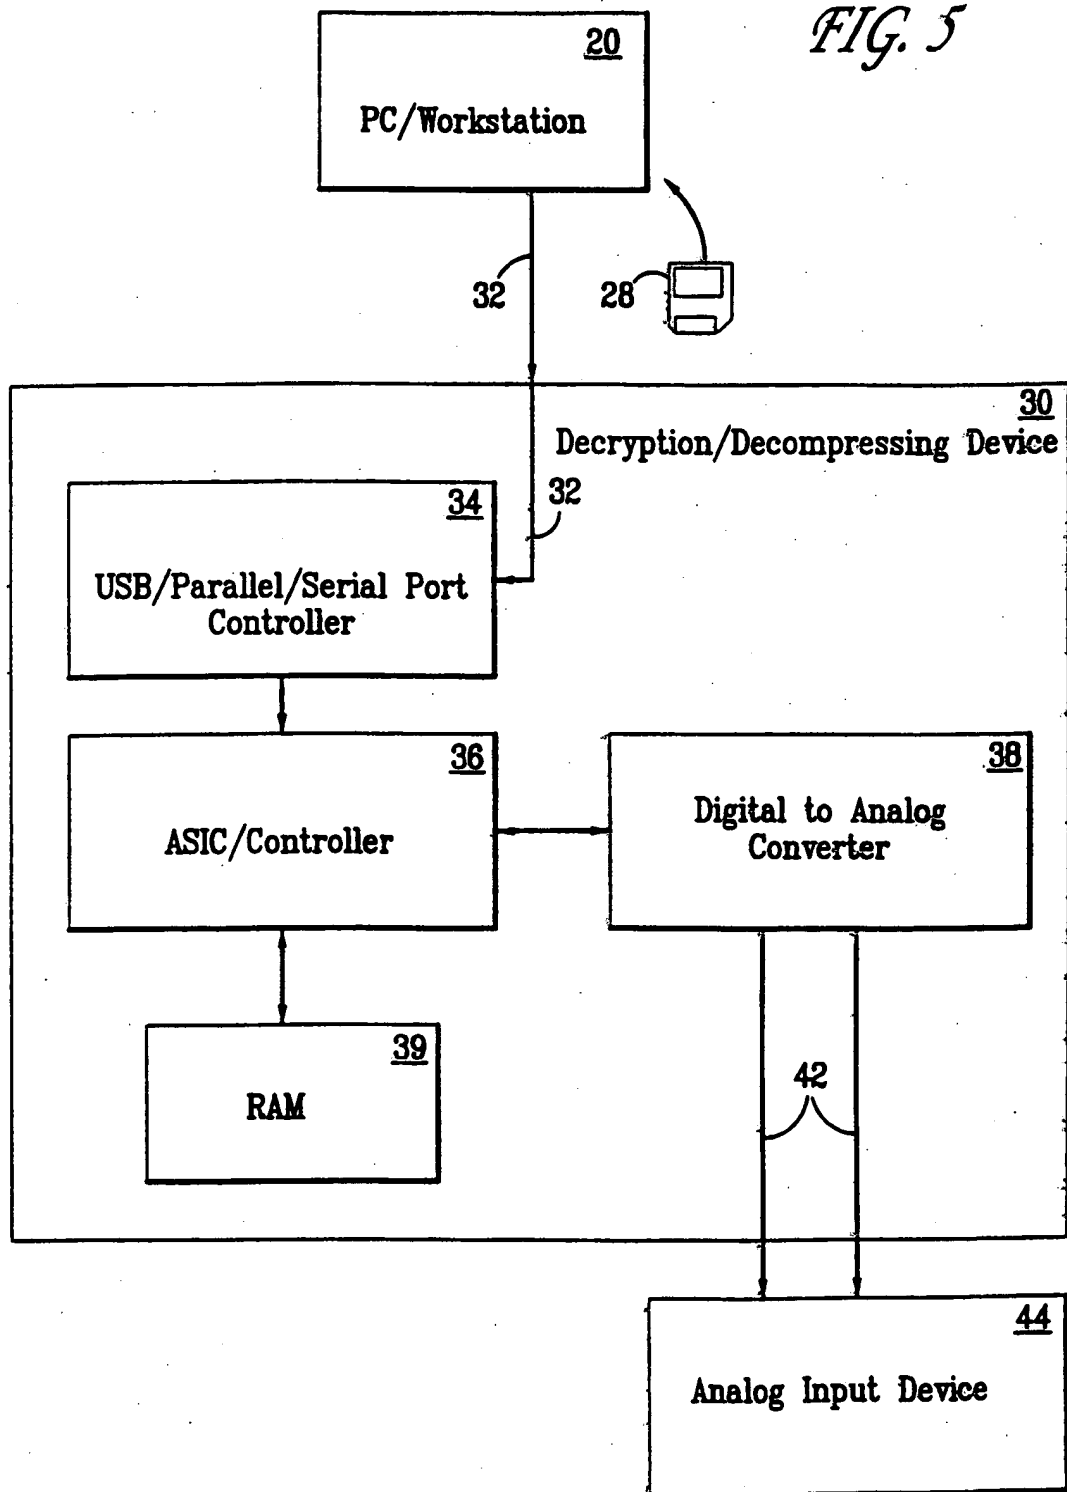 FIG. 5
20
PC/Workstation
32
28
30
Decryption/Decompressing Device
32
34
USB/Parallel/Serial Port
Controller
36
ASIC/Controller
38
Digital to Analog
Converter
39
RAM
42
44
Analog Input Device